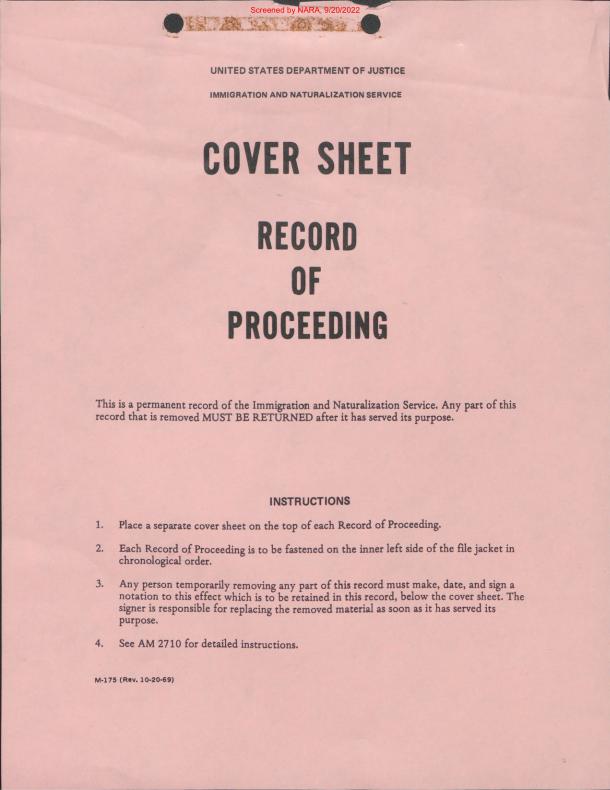 Screened by NARA, 9/20/2022
UNITED STATES DEPARTMENT OF JUSTICE
IMMIGRATION AND NATURALIZATION SERVICE
COVER SHEET
RECORD
OF
PROCEEDING
This is a permanent record of the Immigration and Naturalization Service. Any part of this
record that is removed MUST BE RETURNED after it has served its purpose.
INSTRUCTIONS
1. Place a separate cover sheet on the top of each Record of Proceeding.
2. Each Record of Proceeding is to be fastened on the inner left side of the file jacket in
chronological order.
3. Any person temporarily removing any part of this record must make, date, and sign a
notation to this effect which is to be retained in this record, below the cover sheet. The
signer is responsible for replacing the removed material as soon as it has served its
purpose.
4. See AM 2710 for detailed instructions.
M-175 (Rev. 10-20-69)